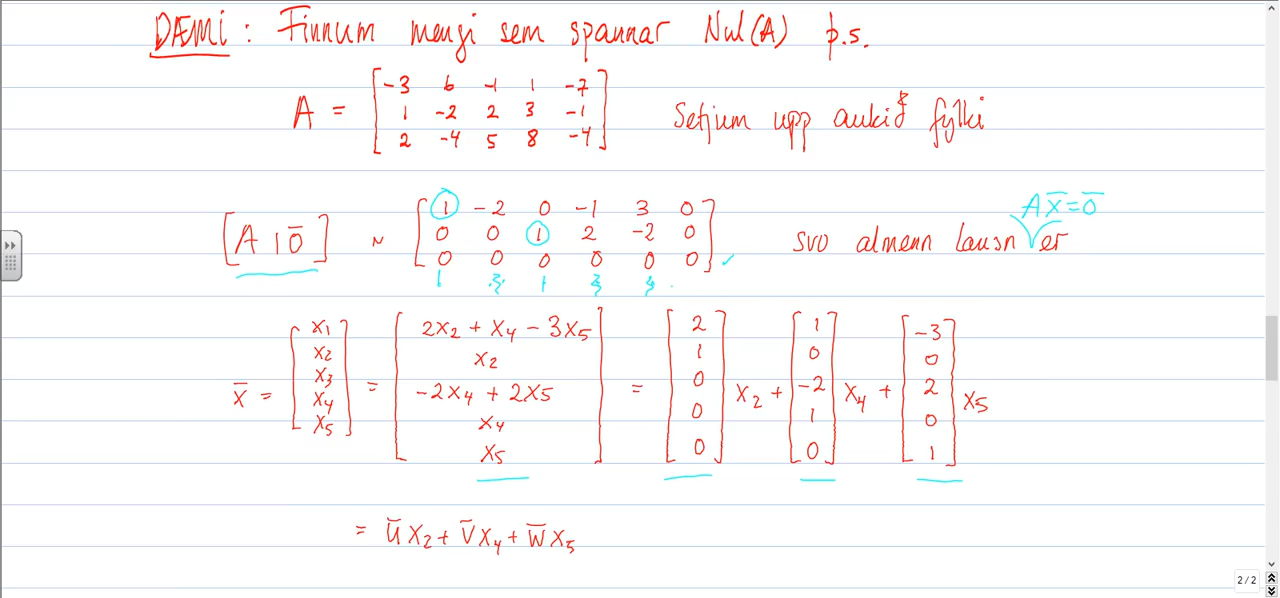 DÆMI: Finnum mengi sem spannar Nul(A) þ.s.
A = [-3 6 -1 1 -7
1 -2 2 3 -1
2 -4 5 8 -4] Setjum upp aukið fylki
Ax̄ = 0̄
[A | 0̄] ~ [1 -2 0 -1 3 0
0 0 1 2 -2 0
0 0 0 0 0 0] svo almenn lausn er
x̄ = [x1 x2 x3 x4 x5] = [2x2 + x4 - 3x5
x2
-2x4 + 2x5
x4
x5] = [2 1 0 0 0] x2 + [1 0 -2 1 0] x4 + [-3 0 2 0 1] x5
= ūx2 + v̄x4 + w̄x5
2/2